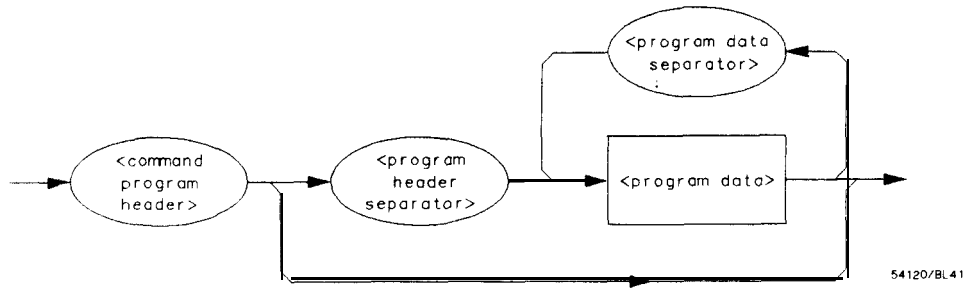 <program data
separator>
:
<command
program
header>
<program
header
separator>
<program data>
54120/BL41